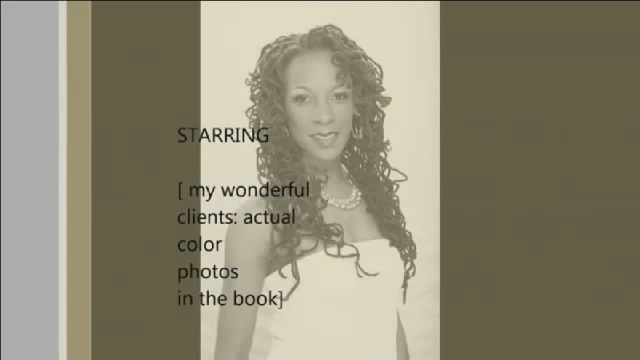 STARRING
[ my wonderful
clients: actual
color
photos
in the book]